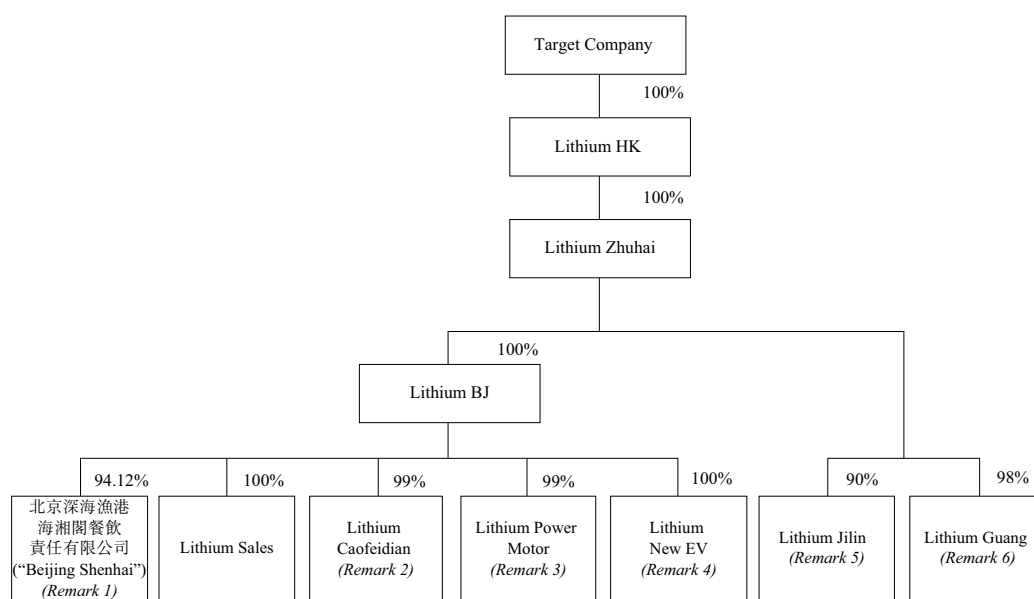 Target Company
100%
Lithium HK
100%
Lithium Zhuhai
100%
Lithium BJ
94.12%
100%
99%
99%
100%
90%
98%
北京深海漁港
海湘閣餐飲
責任有限公司
(“Beijing Shenhai”)
(Remark 1)
Lithium Sales
Lithium
Caofeidian
(Remark 2)
Lithium Power
Motor
(Remark 3)
Lithium
New EV
(Remark 4)
Lithium Jilin
(Remark 5)
Lithium Guang
(Remark 6)